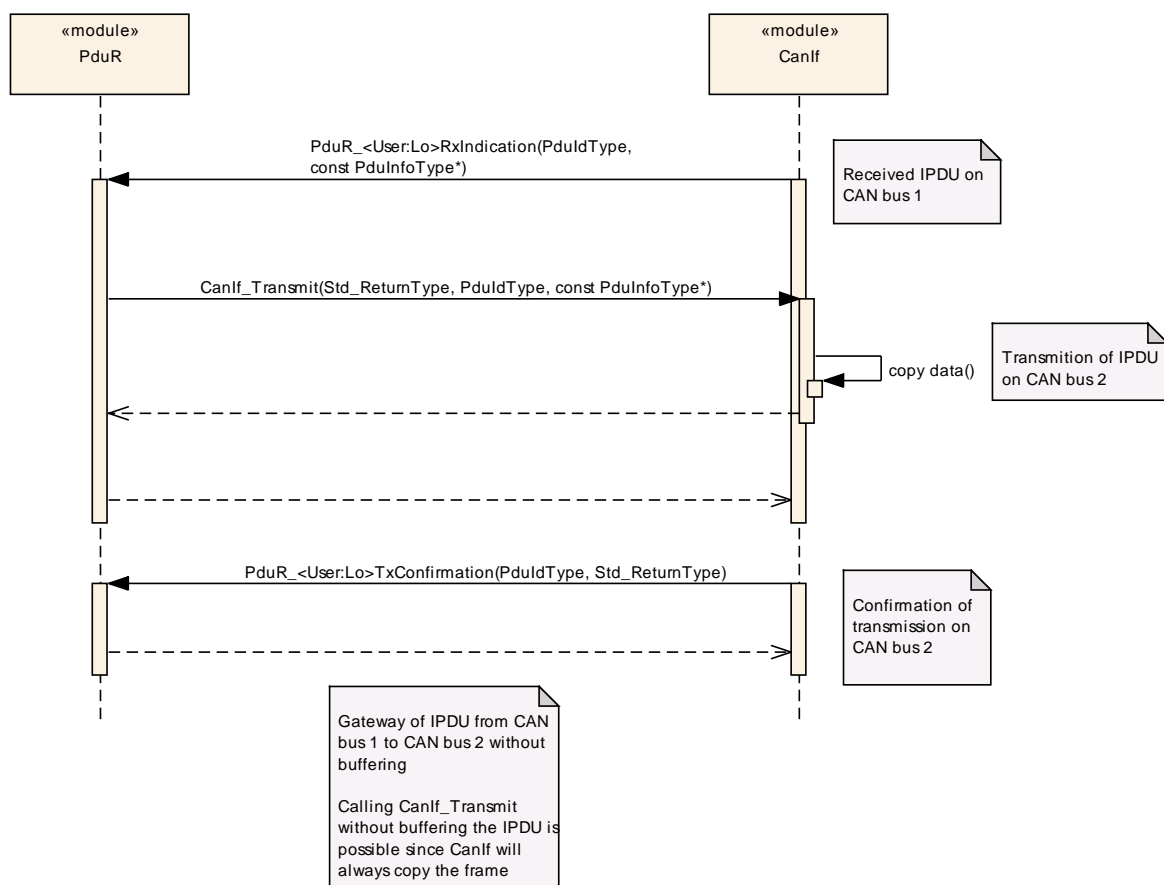 «module»
PduR
«module»
CanIf
PduR_<User:Lo>RxIndication(PduIdType,
const PduInfoType*)
Received IPDU on
CAN bus 1
CanIf_Transmit(Std_ReturnType, PduIdType, const PduInfoType*)
Transmition of IPDU
on CAN bus 2
copy data()
PduR_<User:Lo>TxConfirmation(PduIdType, Std_ReturnType)
Confirmation of
transmission on
CAN bus 2
Gateway of IPDU from CAN
bus 1 to CAN bus 2 without
buffering
Calling CanIf_Transmit
without buffering the IPDU is
possible since CanIf will
always copy the frame